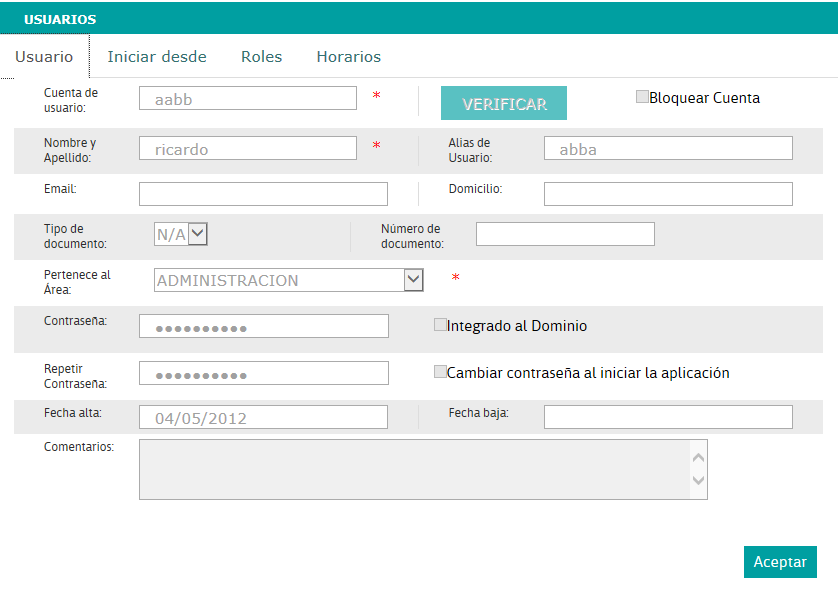 USUARIOS
Usuario Iniciar desde Roles Horarios
Cuenta de
usuario:
aabb * VERIFICAR Bloquear Cuenta
Nombre y
Apellido:
ricardo *
Alias de
Usuario:
abba
Email: Domicilio:
Tipo de
documento:
N/A
Número de
documento:
Pertenece al
Área:
ADMINISTRACION *
Contraseña: ●●●●●●●●●● Integrado al Dominio
Repetir
Contraseña:
●●●●●●●●●● Cambiar contraseña al iniciar la aplicación
Fecha alta: 04/05/2012 Fecha baja:
Comentarios:
Aceptar